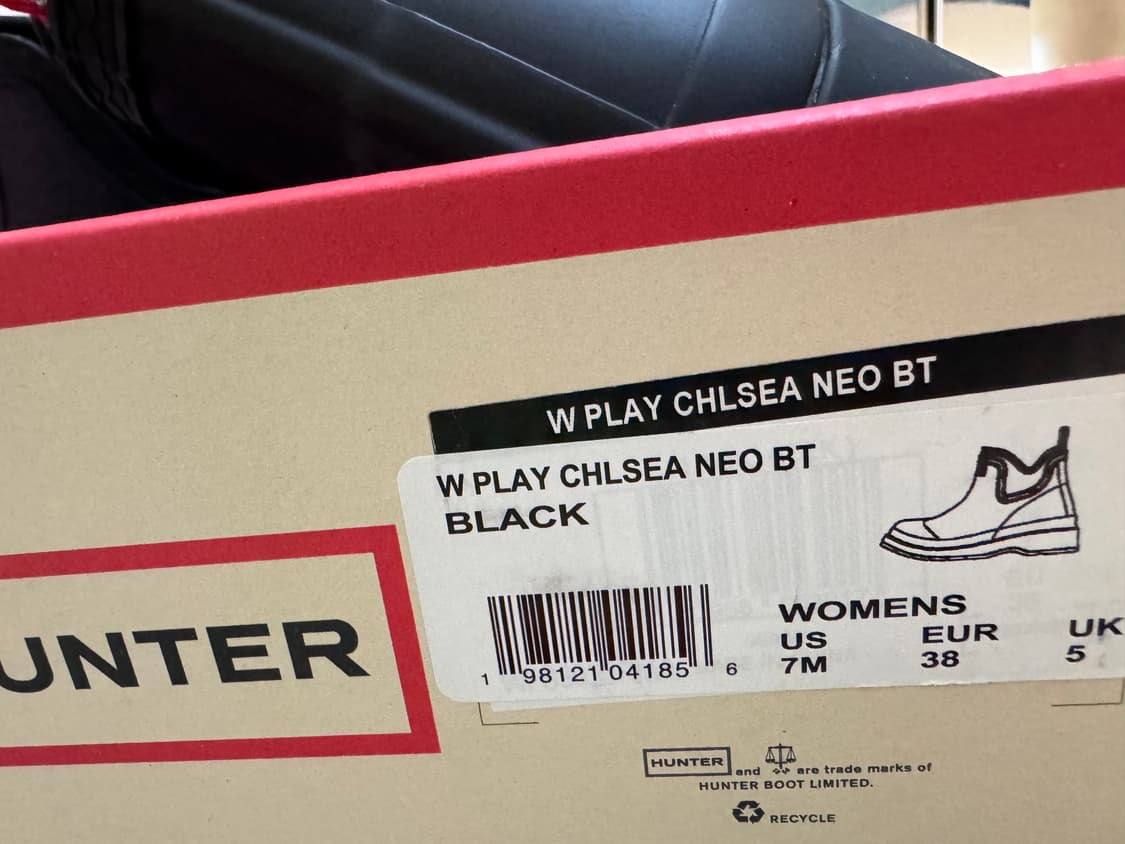 W PLAY CHLSEA NEO BT
W PLAY CHLSEA NEO BT
BLACK
1 98121 04185 6
WOMENS
US EUR UK
7M 38 5
UNTER
HUNTER and are trade marks of
HUNTER BOOT LIMITED.
RECYCLE